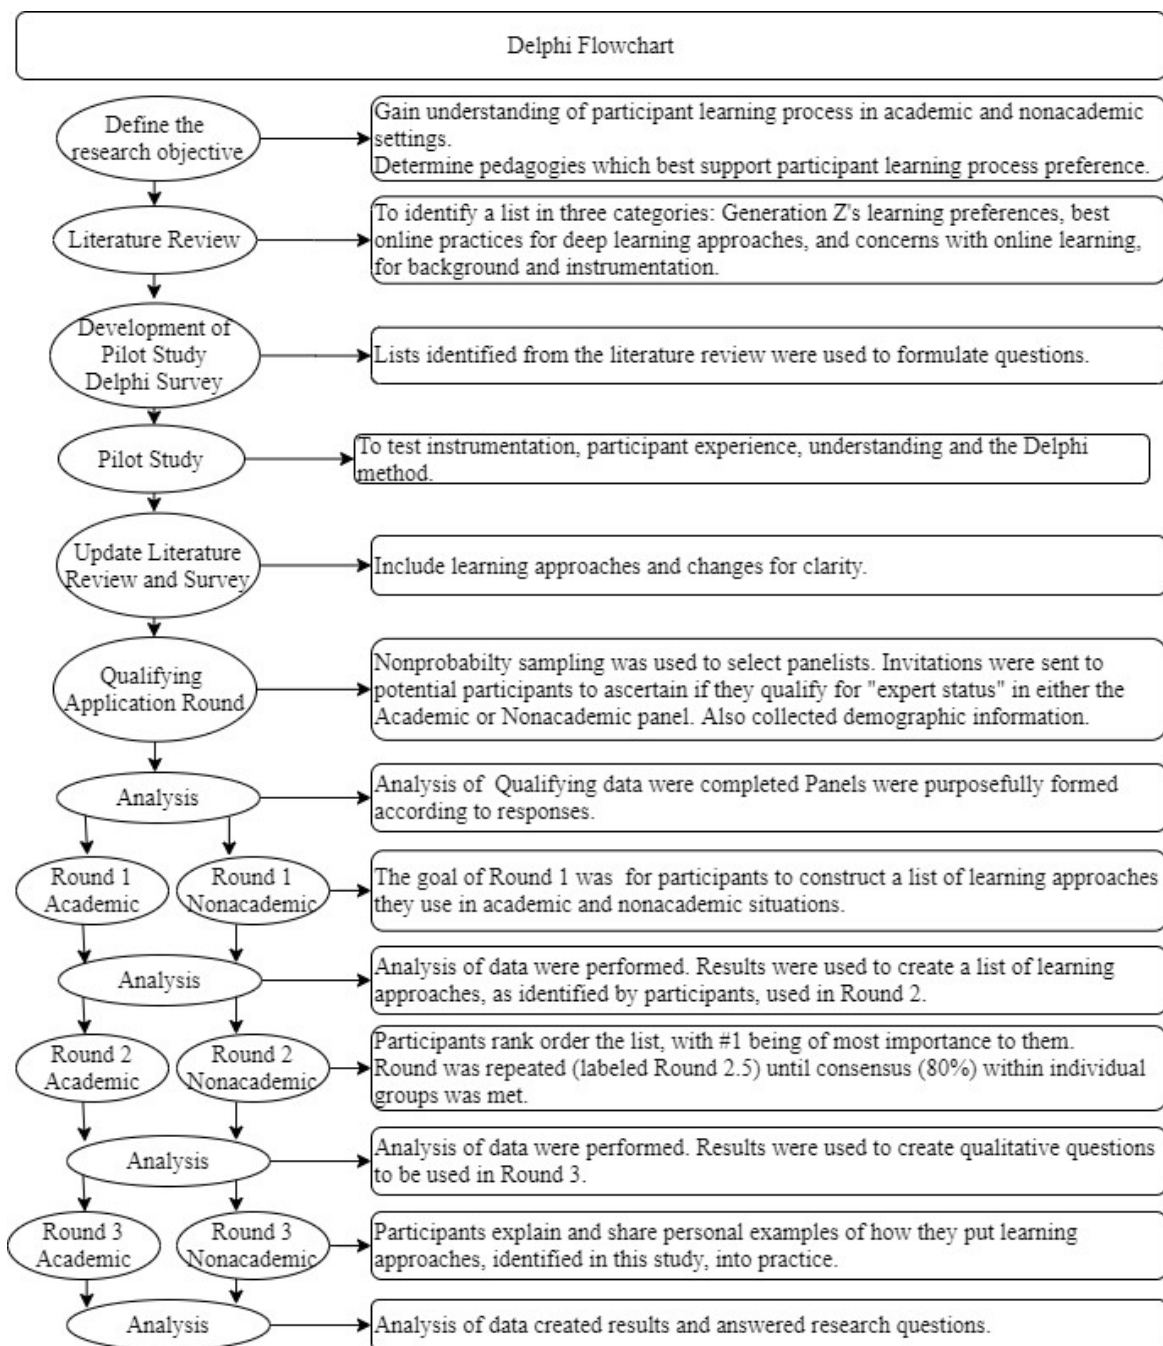 Delphi Flowchart
Define the
research objective
Gain understanding of participant learning process in academic and nonacademic
settings.
Determine pedagogies which best support participant learning process preference.
Literature Review
To identify a list in three categories: Generation Z's learning preferences, best
online practices for deep learning approaches, and concerns with online learning,
for background and instrumentation.
Development of
Pilot Study
Delphi Survey
Lists identified from the literature review were used to formulate questions.
Pilot Study
To test instrumentation, participant experience, understanding and the Delphi
method.
Update Literature
Review and Survey
Include learning approaches and changes for clarity.
Qualifying
Application Round
Nonprobabilty sampling was used to select panelists. Invitations were sent to
potential participants to ascertain if they qualify for "expert status" in either the
Academic or Nonacademic panel. Also collected demographic information.
Analysis
Analysis of Qualifying data were completed Panels were purposefully formed
according to responses.
Round 1
Academic
Round 1
Nonacademic
The goal of Round 1 was for participants to construct a list of learning approaches
they use in academic and nonacademic situations.
Analysis
Analysis of data were performed. Results were used to create a list of learning
approaches, as identified by participants, used in Round 2.
Round 2
Academic
Round 2
Nonacademic
Participants rank order the list, with #1 being of most importance to them.
Round was repeated (labeled Round 2.5) until consensus (80%) within individual
groups was met.
Analysis
Analysis of data were performed. Results were used to create qualitative questions
to be used in Round 3.
Round 3
Academic
Round 3
Nonacademic
Participants explain and share personal examples of how they put learning
approaches, identified in this study, into practice.
Analysis
Analysis of data created results and answered research questions.